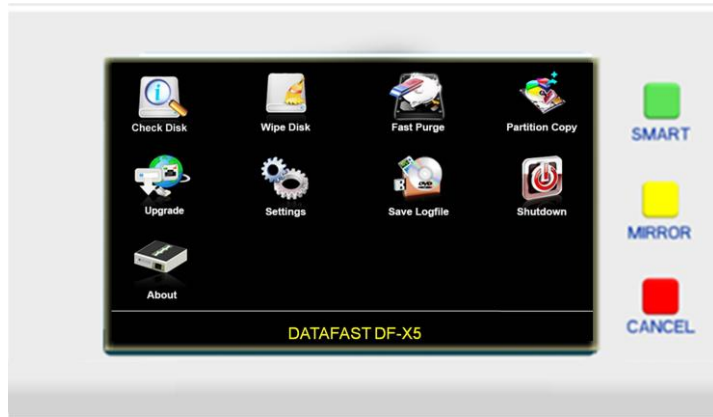 Check Disk
Wipe Disk
Fast Purge
Partition Copy
SMART
Upgrade
Settings
Save Logfile
Shutdown
MIRROR
About
CANCEL
DATAFAST DF-X5